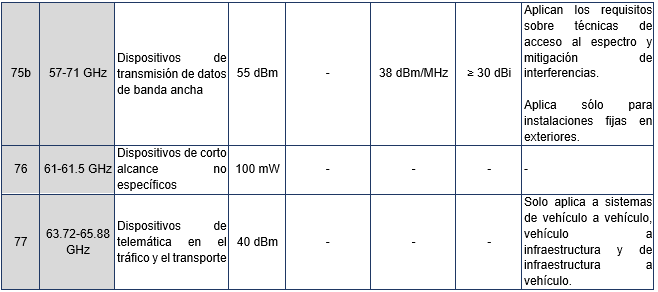 75b
57-71 GHz
Dispositivos de
transmisión de datos
de banda ancha
55 dBm
-
38 dBm/MHz
≥ 30 dBi
Aplican los requisitos
sobre técnicas de
acceso al espectro y
mitigación de
interferencias.
Aplica sólo para
instalaciones fijas en
exteriores.
76
61-61.5 GHz
Dispositivos de corto
alcance no
específicos
100 mW
-
-
-
-
77
63.72-65.88
GHz
Dispositivos de
telemática en el
tráfico y el transporte
40 dBm
-
-
-
Solo aplica a sistemas
de vehículo a vehículo,
vehículo a
infraestructura y de
infraestructura a
vehículo.